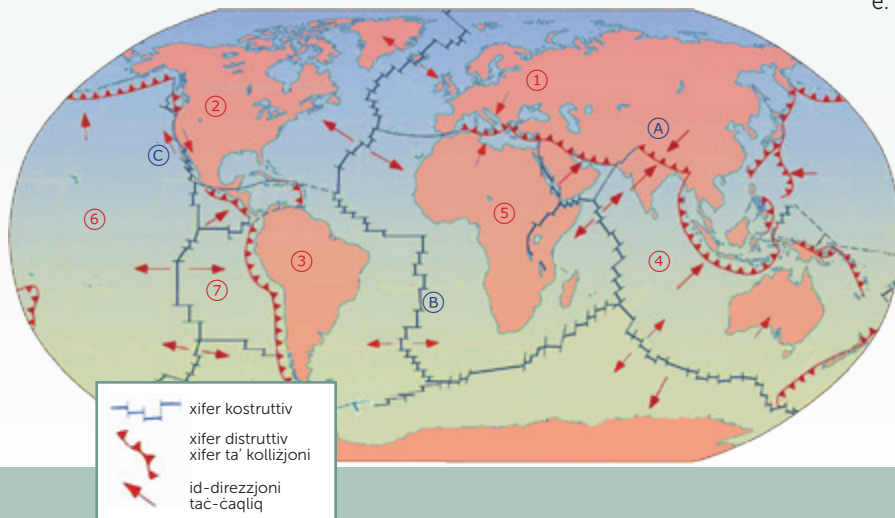 e.
1
2
A
C
5
6
3
4
7
B
xifer kostruttiv
xifer distruttiv
xifer ta' kolliżjoni
id-direzzjoni
taċ-ċaqliq